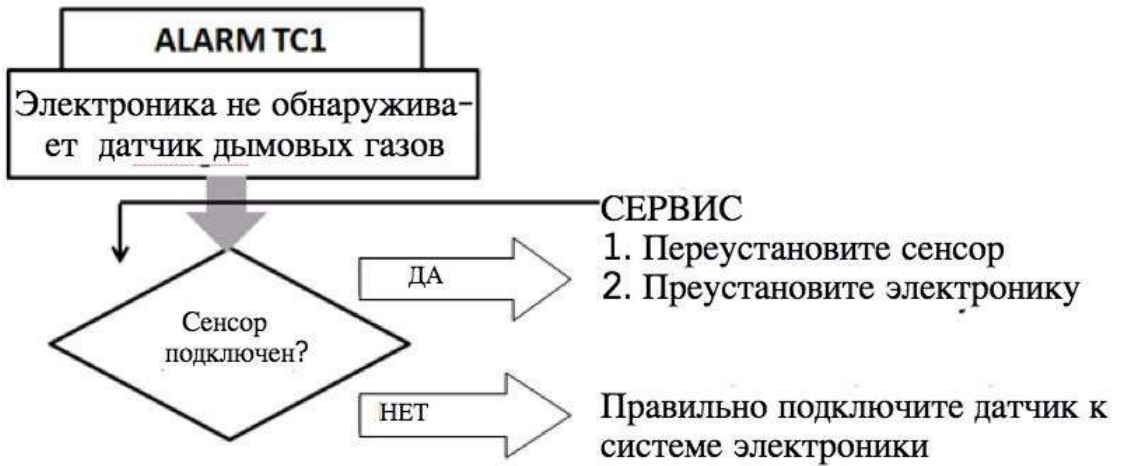 ALARM TC1
Электроника не обнаружива-
ет датчик дымовых газов
СЕРВИС
1. Переустановите сенсор
2. Преустановите электронику
ДА
Сенсор
подключен?
НЕТ
Правильно подключите датчик к
системе электроники